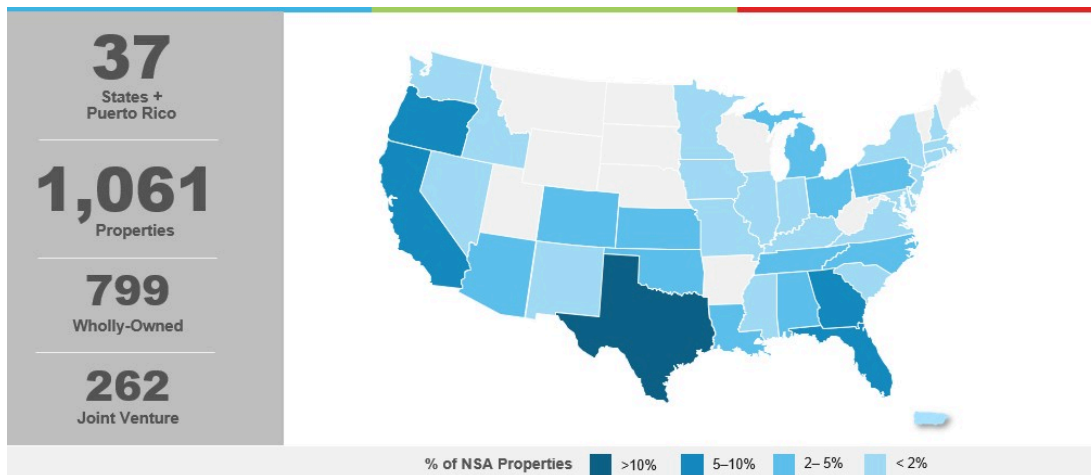 37
States +
Puerto Rico
1,061
Properties
799
Wholly-Owned
262
Joint Venture
% of NSA Properties >10% 5–10% 2– 5% < 2%